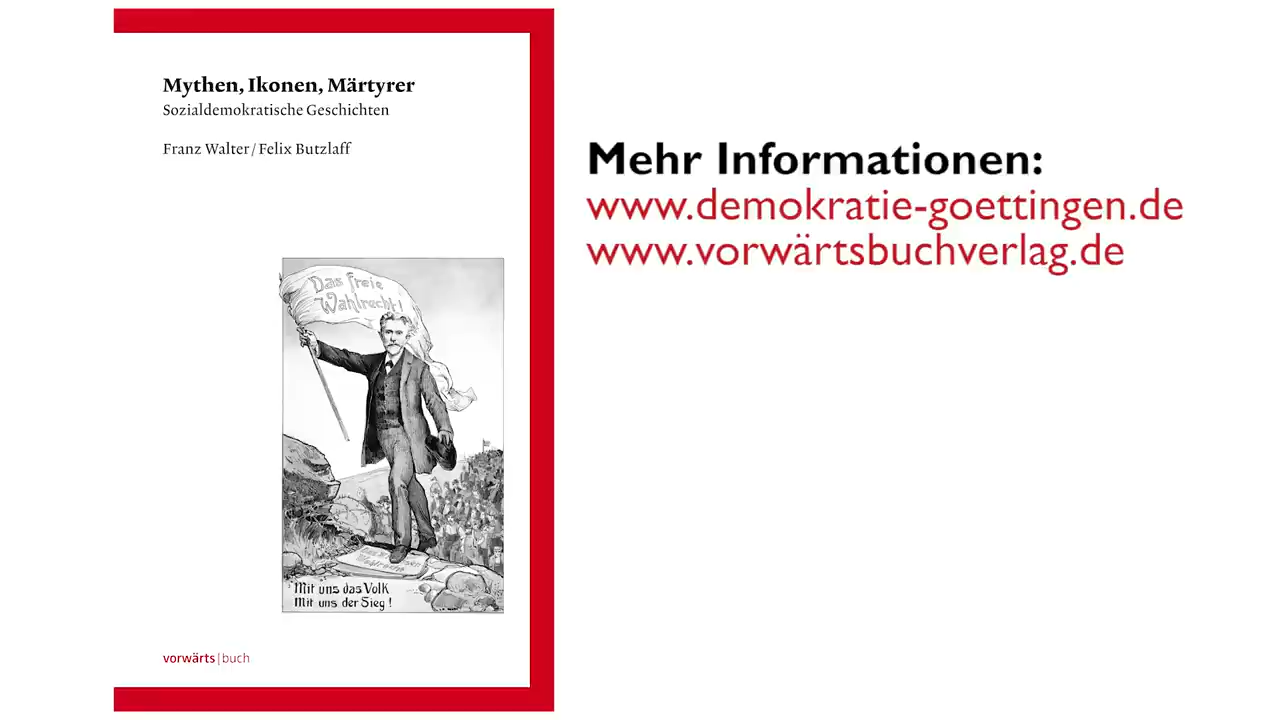 Mythen, Ikonen, Märtyrer
Sozialdemokratische Geschichten
Franz Walter / Felix Butzlaff
Das freie
Wahlrecht!
Mit uns das Volk
Mit uns der Sieg!
vorwärts|buch
Mehr Informationen:
www.demokratie-goettingen.de
www.vorwärtsbuchverlag.de